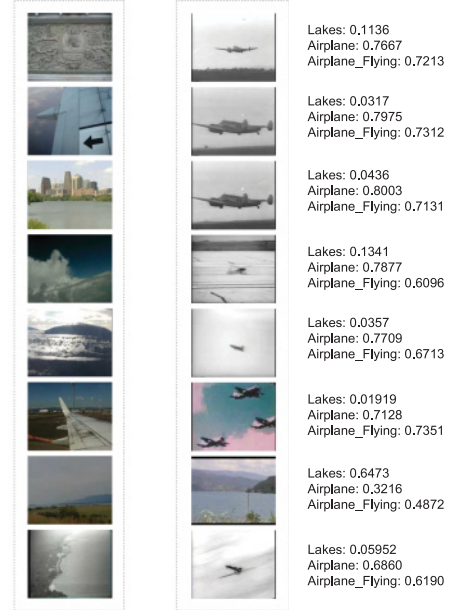 Lakes: 0.1136
Airplane: 0.7667
Airplane_Flying: 0.7213
Lakes: 0.0317
Airplane: 0.7975
Airplane_Flying: 0.7312
Lakes: 0.0436
Airplane: 0.8003
Airplane_Flying: 0.7131
Lakes: 0.1341
Airplane: 0.7877
Airplane_Flying: 0.6096
Lakes: 0.0357
Airplane: 0.7709
Airplane_Flying: 0.6713
Lakes: 0.01919
Airplane: 0.7128
Airplane_Flying: 0.7351
Lakes: 0.6473
Airplane: 0.3216
Airplane_Flying: 0.4872
Lakes: 0.05952
Airplane: 0.6860
Airplane_Flying: 0.6190